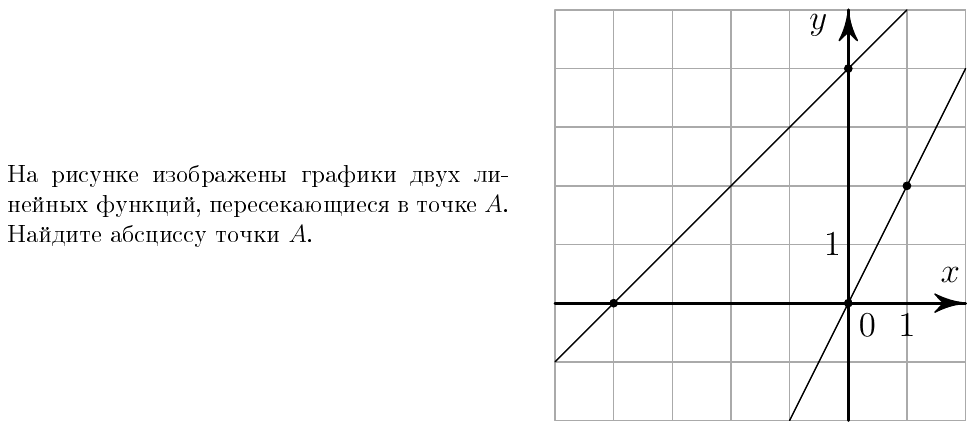 На рисунке изображены графики двух ли-
нейных функций, пересекающиеся в точке A.
Найдите абсциссу точки A.
y
1
x
0 1